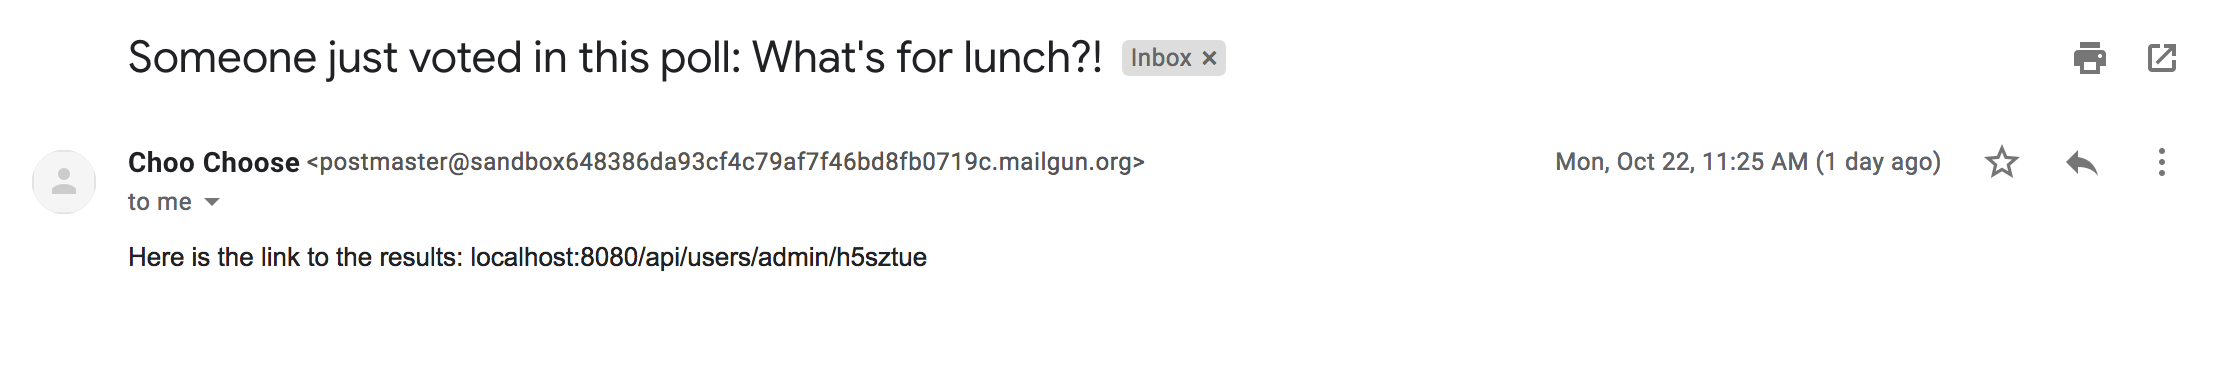 Someone just voted in this poll: What's for lunch?! Inbox ×
Choo Choose <postmaster@sandbox648386da93cf4c79af7f46bd8fb0719c.mailgun.org> Mon, Oct 22, 11:25 AM (1 day ago)
to me
Here is the link to the results: localhost:8080/api/users/admin/h5sztue